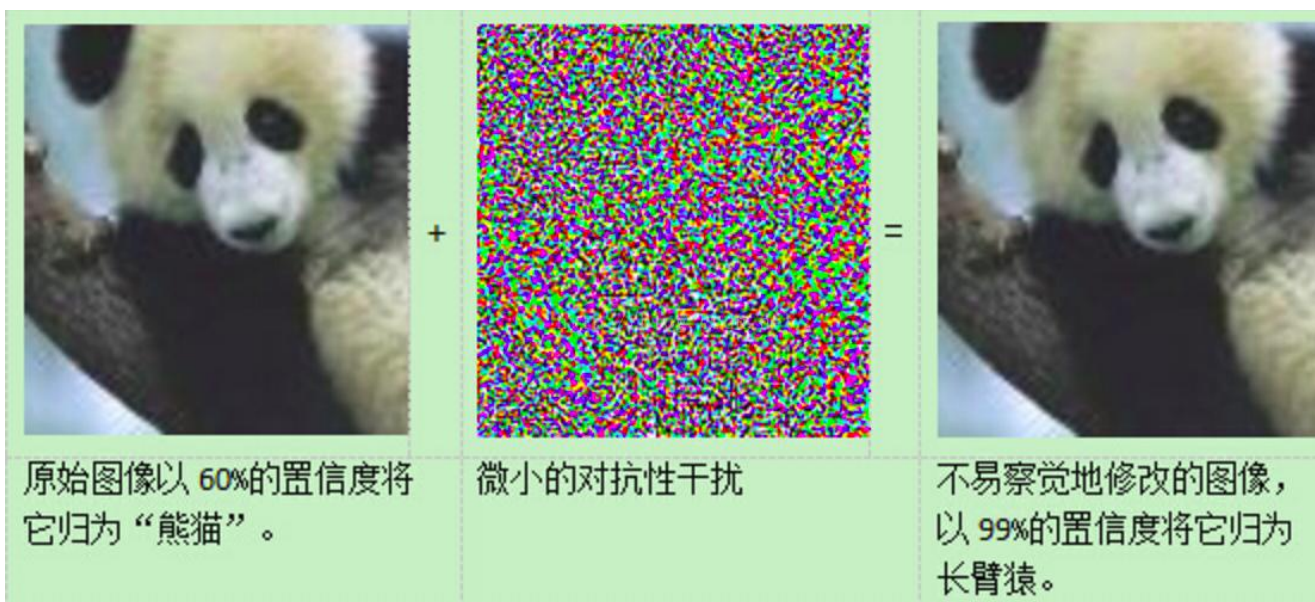 +
=
原始图像以 60%的置信度将
它归为“熊猫”。
微小的对抗性干扰
不易察觉地修改的图像，
以 99%的置信度将它归为
长臂猿。